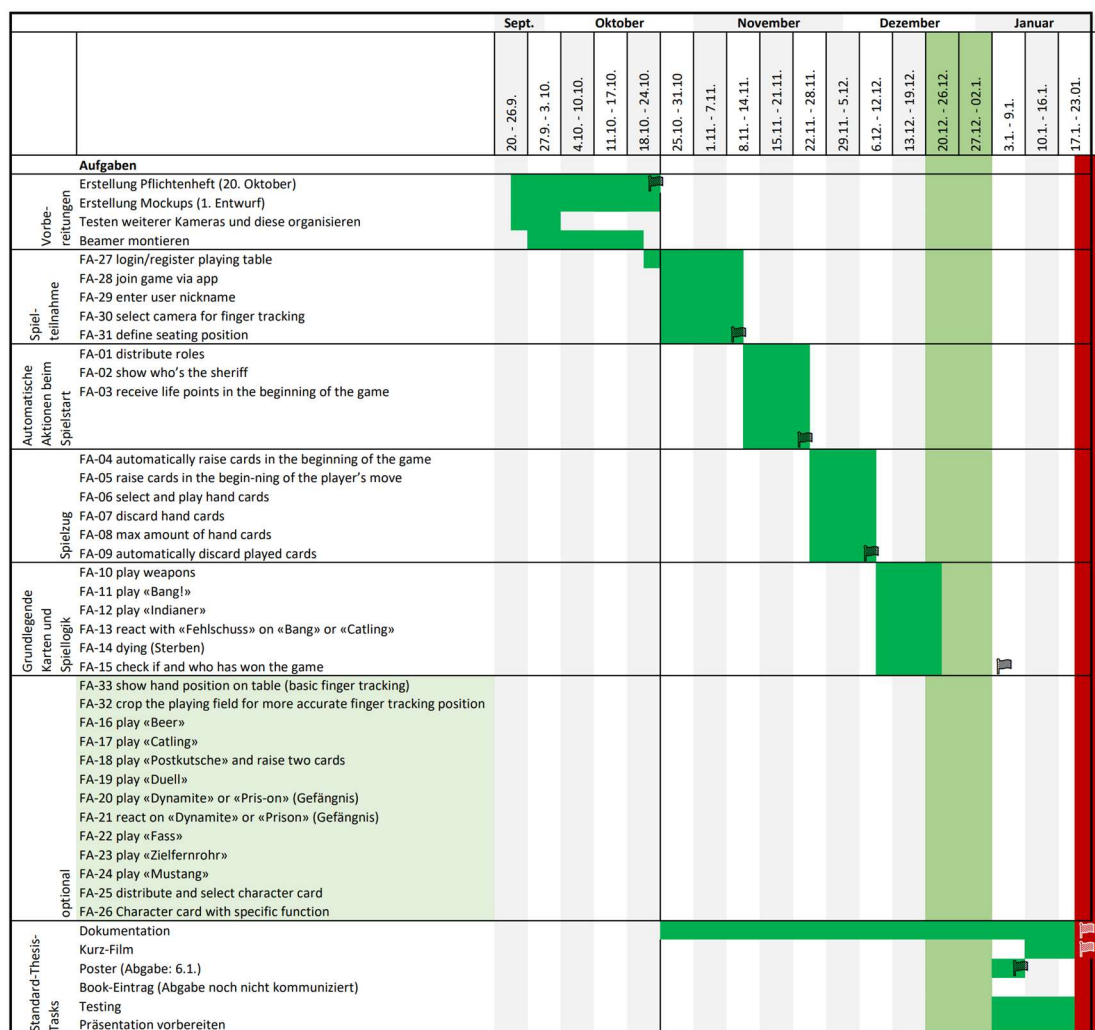 Sept. Oktober November Dezember Januar
20. - 26.9.
27.9. - 3. 10.
4.10. - 10.10.
11.10. - 17.10.
18.10. - 24.10.
25.10. - 31.10
1.11. - 7.11.
8.11. - 14.11.
15.11. - 21.11.
22.11. - 28.11.
29.11. - 5.12.
6.12. - 12.12.
13.12. - 19.12.
20.12. - 26.12.
27.12. - 02.1.
3.1. - 9.1.
10.1. - 16.1.
17.1. - 23.01.
Aufgaben
Vorbe-
reitungen
Erstellung Pflichtenheft (20. Oktober)
Erstellung Mockups (1. Entwurf)
Testen weiterer Kameras und diese organisieren
Beamer montieren
Spiel-
teilnahme
FA-27 login/register playing table
FA-28 join game via app
FA-29 enter user nickname
FA-30 select camera for finger tracking
FA-31 define seating position
Automatische
Aktionen beim
Spielstart
FA-01 distribute roles
FA-02 show who's the sheriff
FA-03 receive life points in the beginning of the game
Spielzug
FA-04 automatically raise cards in the beginning of the game
FA-05 raise cards in the begin-ning of the player's move
FA-06 select and play hand cards
FA-07 discard hand cards
FA-08 max amount of hand cards
FA-09 automatically discard played cards
Grundlegende
Karten und
Spiellogik
FA-10 play weapons
FA-11 play «Bang!»
FA-12 play «Indianer»
FA-13 react with «Fehlschuss» on «Bang» or «Catling»
FA-14 dying (Sterben)
FA-15 check if and who has won the game
optional
FA-33 show hand position on table (basic finger tracking)
FA-32 crop the playing field for more accurate finger tracking position
FA-16 play «Beer»
FA-17 play «Catling»
FA-18 play «Postkutsche» and raise two cards
FA-19 play «Duell»
FA-20 play «Dynamite» or «Pris-on» (Gefängnis)
FA-21 react on «Dynamite» or «Prison» (Gefängnis)
FA-22 play «Fass»
FA-23 play «Zielfernrohr»
FA-24 play «Mustang»
FA-25 distribute and select character card
FA-26 Character card with specific function
Standard-Thesis-
Tasks
Dokumentation
Kurz-Film
Poster (Abgabe: 6.1.)
Book-Eintrag (Abgabe noch nicht kommuniziert)
Testing
Präsentation vorbereiten